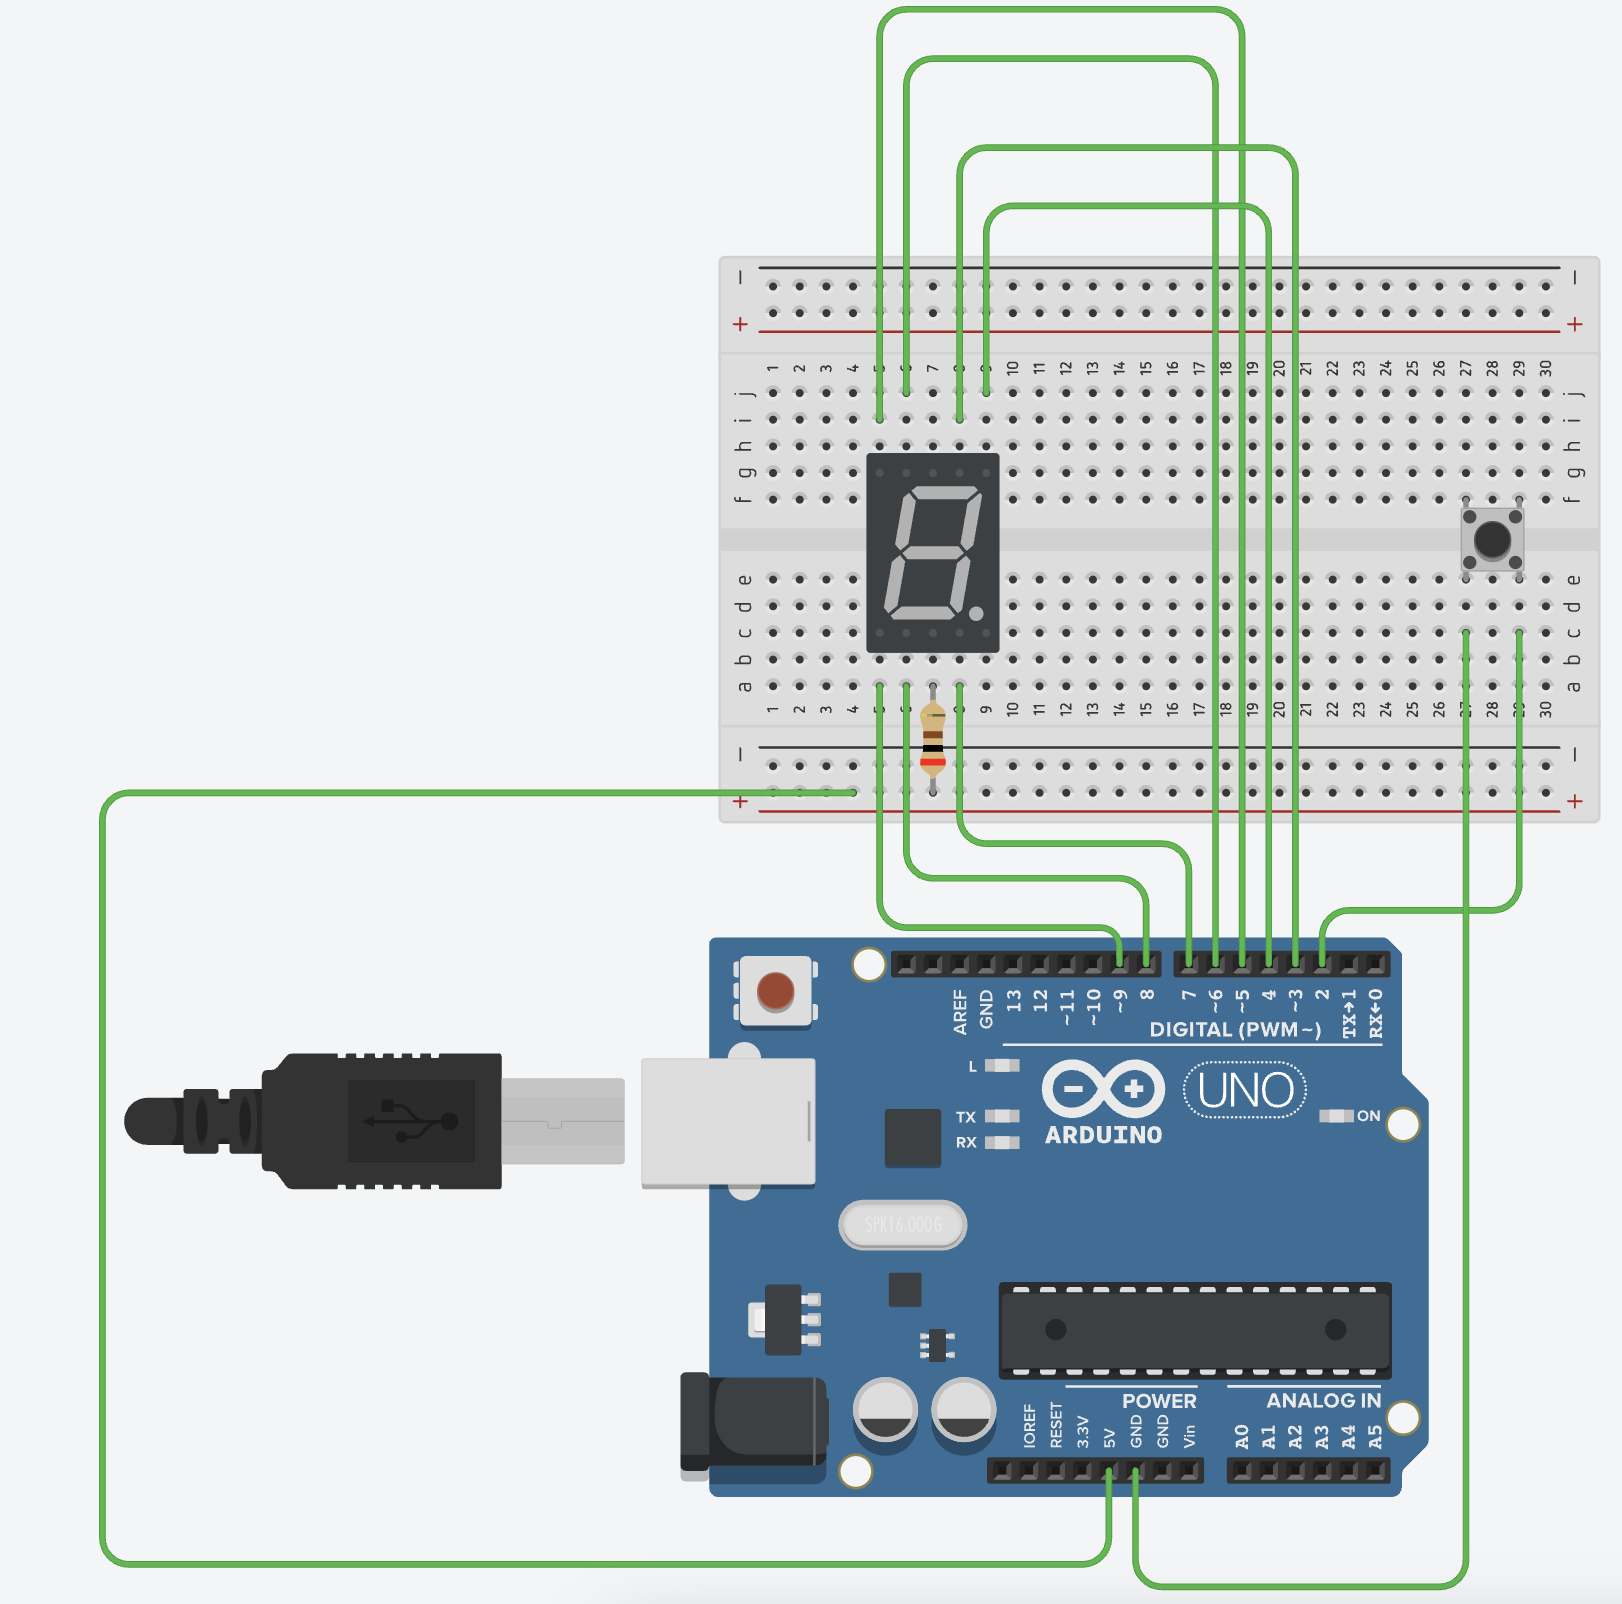 − −
+ +
1 2 3 4 5 6 7 8 9 10 11 12 13 14 15 16 17 18 19 20 21 22 23 24 25 26 27 28 29 30
j j
i i
h h
g g
f f
e e
d d
c c
b b
a a
1 2 3 4 5 6 7 8 9 10 11 12 13 14 15 16 17 18 19 20 21 22 23 24 25 26 27 28 29 30
− −
+ +
AREF GND 13 12 ~11 ~10 ~9 8 7 ~6 ~5 4 ~3 2 TX→1 RX←0
DIGITAL (PWM~)
L
UNO
TX
ON
RX
ARDUINO
SPK16.000G
POWER
ANALOG IN
IOREF RESET 3.3V 5V GND GND Vin A0 A1 A2 A3 A4 A5